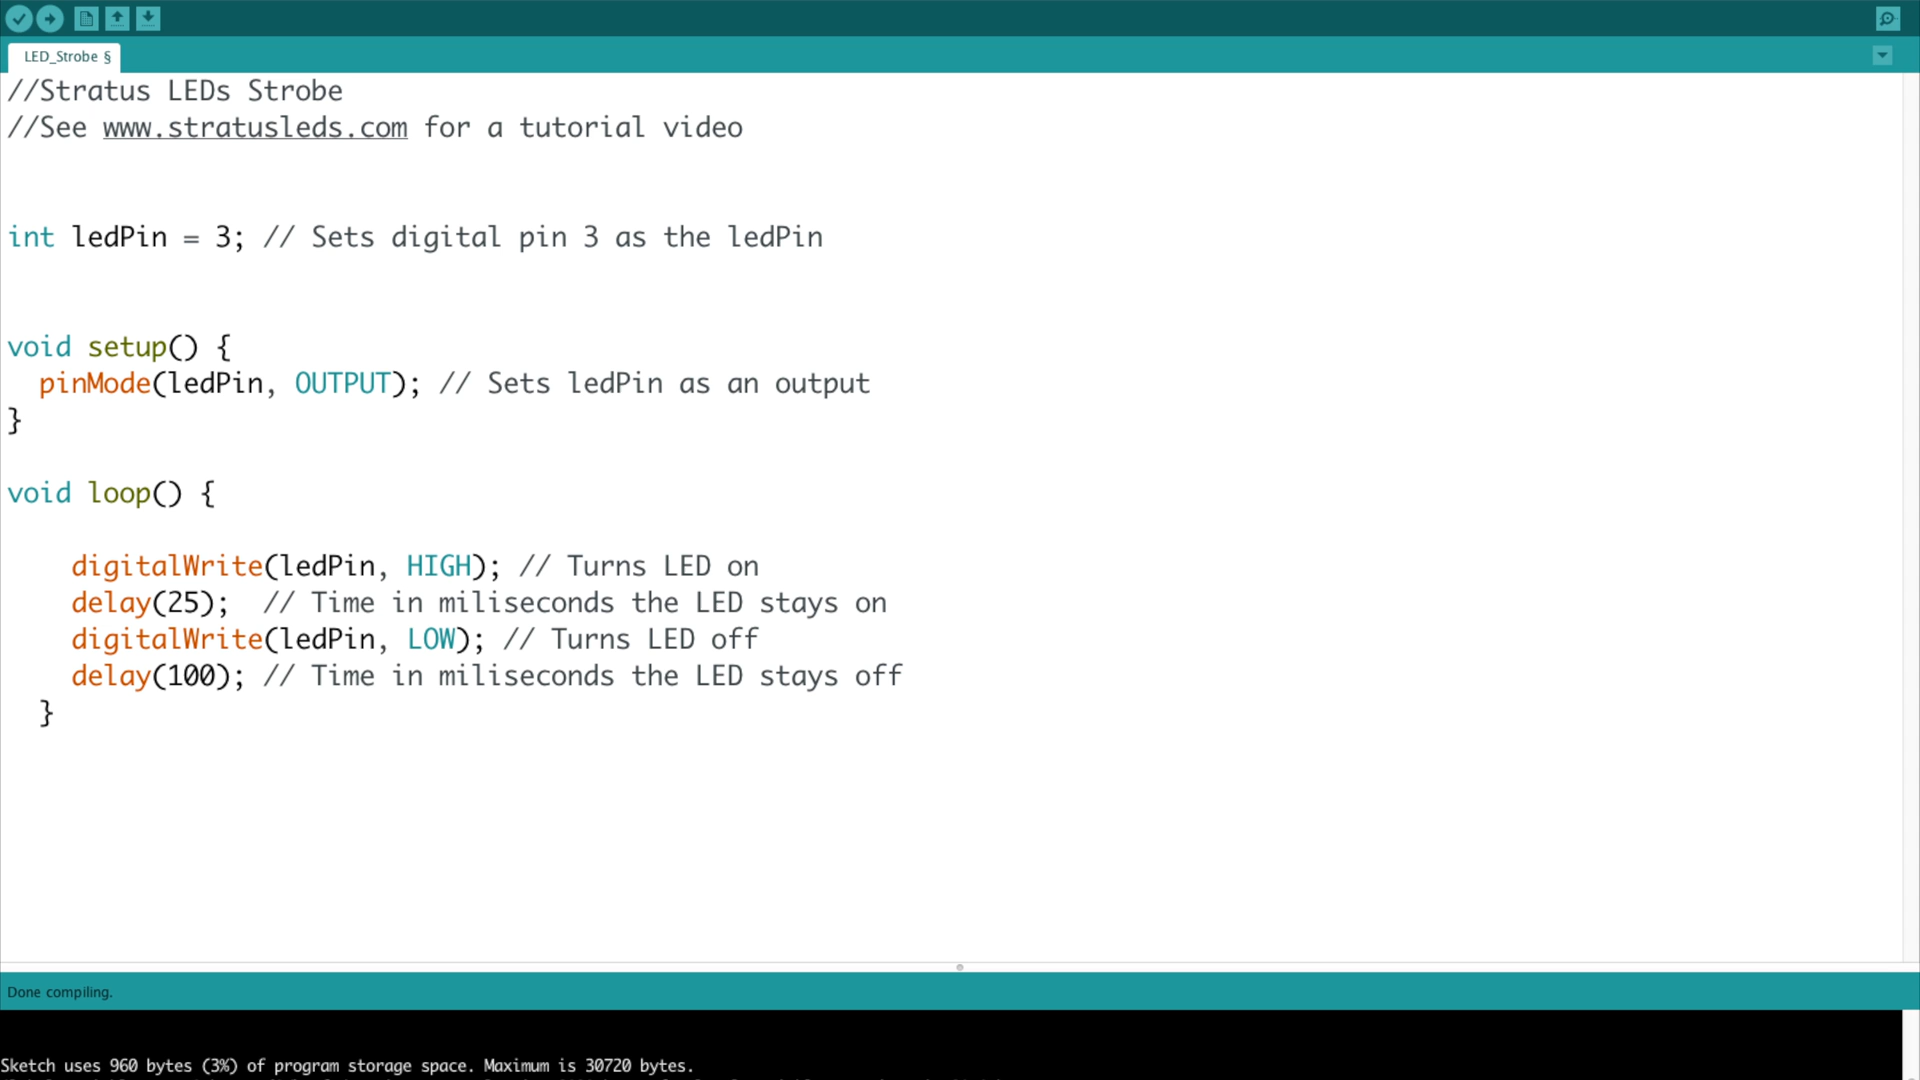 LED_Strobe §
//Stratus LEDs Strobe
//See www.stratusleds.com for a tutorial video
int ledPin = 3; // Sets digital pin 3 as the ledPin
void setup() {
  pinMode(ledPin, OUTPUT); // Sets ledPin as an output
}
void loop() {
    digitalWrite(ledPin, HIGH); // Turns LED on
    delay(25);  // Time in miliseconds the LED stays on
    digitalWrite(ledPin, LOW); // Turns LED off
    delay(100); // Time in miliseconds the LED stays off
  }
Done compiling.
Sketch uses 960 bytes (3%) of program storage space. Maximum is 30720 bytes.